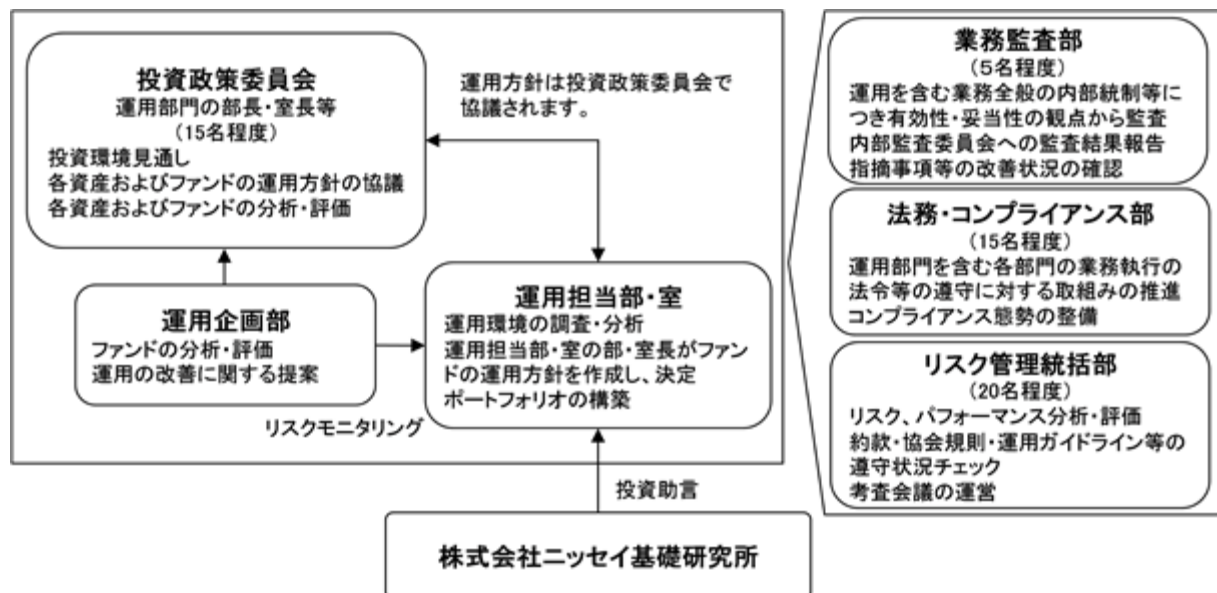 投資政策委員会
運用部門の部長・室長等
(15名程度)
投資環境見通し
各資産およびファンドの運用方針の協議
各資産およびファンドの分析・評価
運用方針は投資政策委員会で
協議されます。
運用企画部
ファンドの分析・評価
運用の改善に関する提案
リスクモニタリング
運用担当部・室
運用環境の調査・分析
運用担当部・室の部・室長がファン
ドの運用方針を作成し、決定
ポートフォリオの構築
投資助言
株式会社ニッセイ基礎研究所
業務監査部
(5名程度)
運用を含む業務全般の内部統制等に
つき有効性・妥当性の観点から監査
内部監査委員会への監査結果報告
指摘事項等の改善状況の確認
法務・コンプライアンス部
(15名程度)
運用部門を含む各部門の業務執行の
法令等の遵守に対する取組みの推進
コンプライアンス態勢の整備
リスク管理統括部
(20名程度)
リスク、パフォーマンス分析・評価
約款・協会規則・運用ガイドライン等の
遵守状況チェック
考査会議の運営